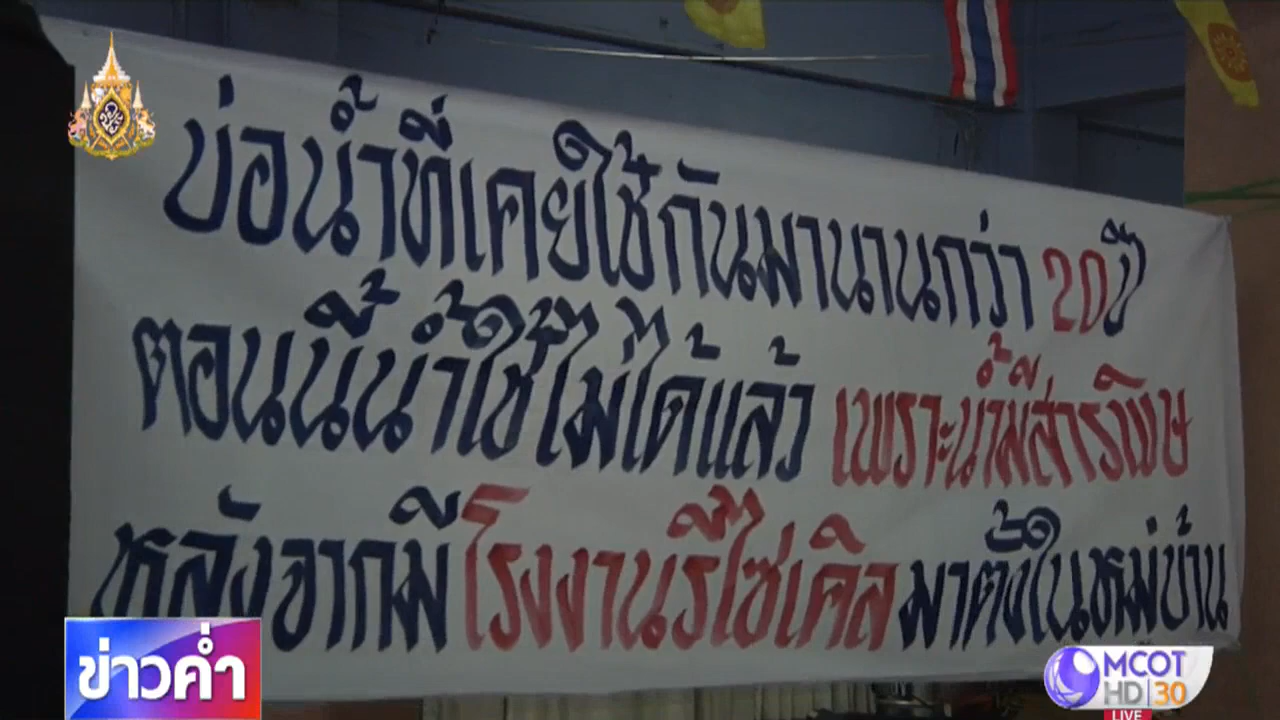 บ่อน้ำที่เคยใช้กันมานานกว่า 20ปี
ตอนนี้น้ำใช้ไม่ได้แล้ว เพราะน้ำมีสารพิษ
หลังจากมีโรงงานรีไซเคิลมาตั้งในหมู่บ้าน
ข่าวค่ำ
MCOT
HD 30
LIVE